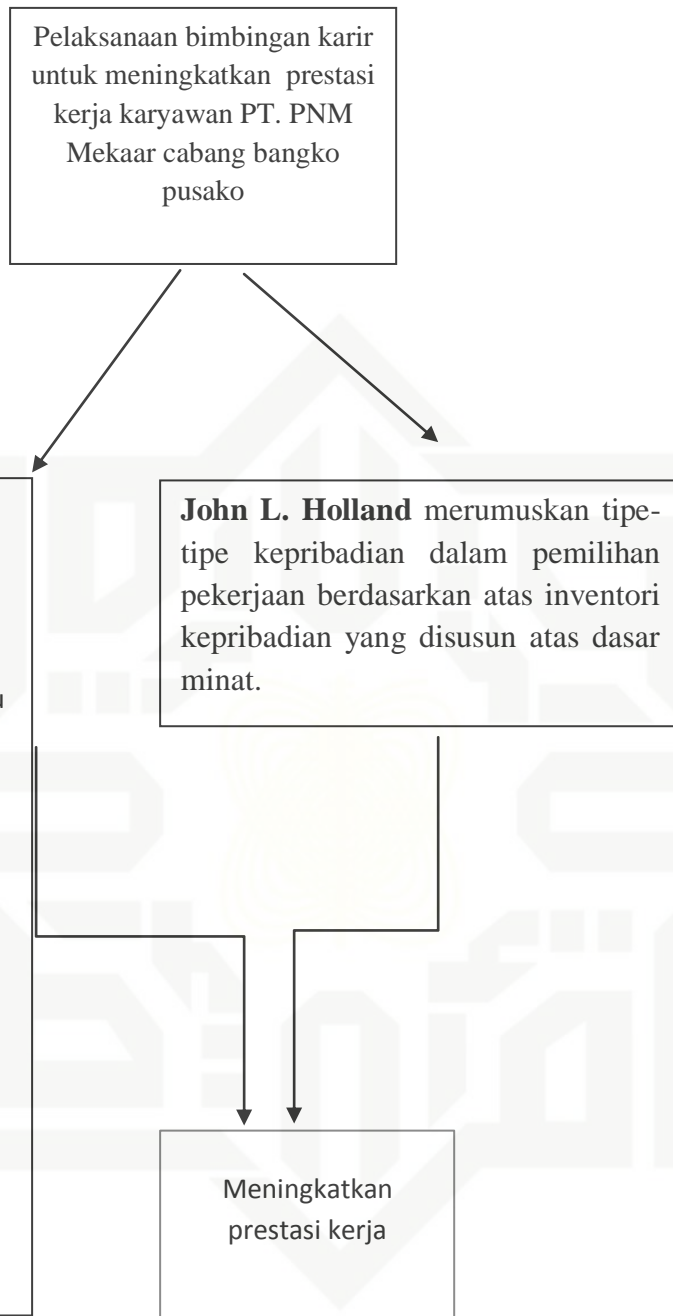 Pelaksanaan bimbingan karir
untuk meningkatkan prestasi
kerja karyawan PT. PNM
Mekaar cabang bangko
pusako
John L. Holland merumuskan tipe-
tipe kepribadian dalam pemilihan
pekerjaan berdasarkan atas inventori
kepribadian yang disusun atas dasar
minat.
Meningkatkan
prestasi kerja